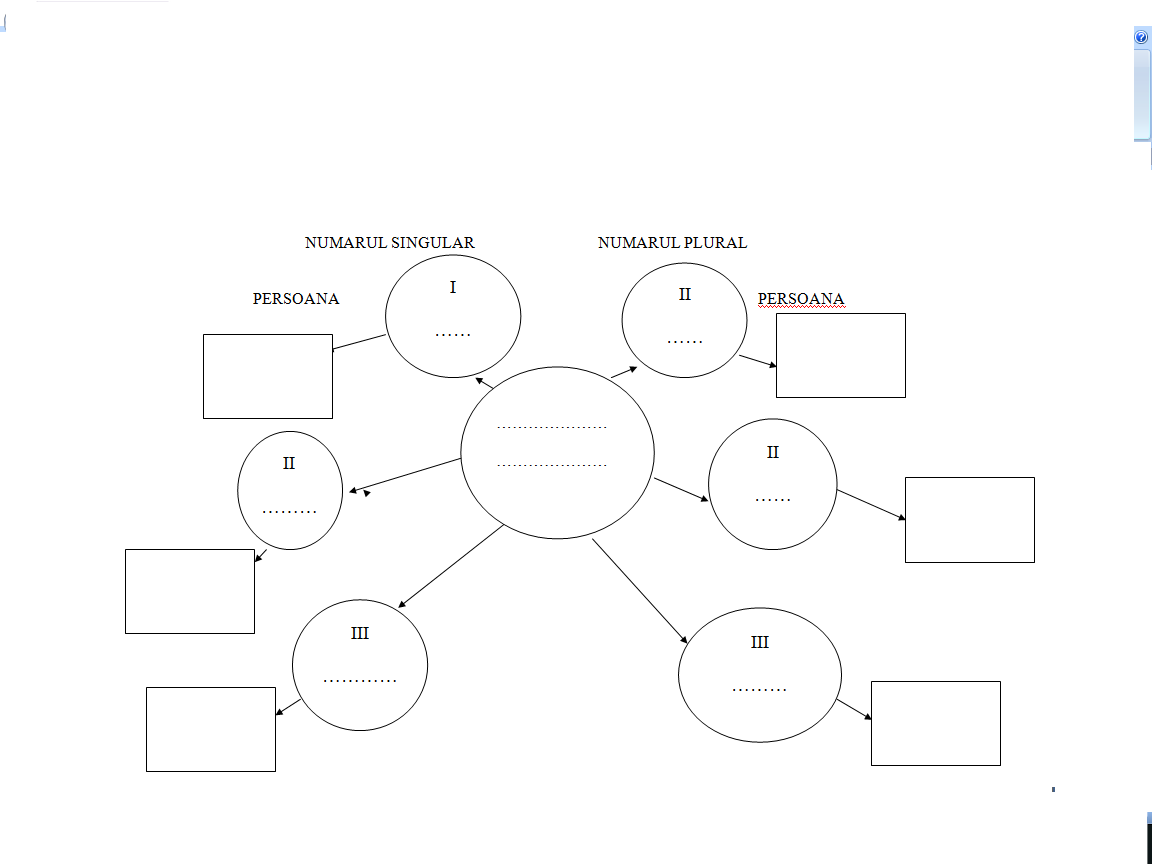 NUMARUL SINGULAR
NUMARUL PLURAL
I
II
PERSOANA
PERSOANA
......
......
....................
II
....................
II
......
.........
III
............
III
.........